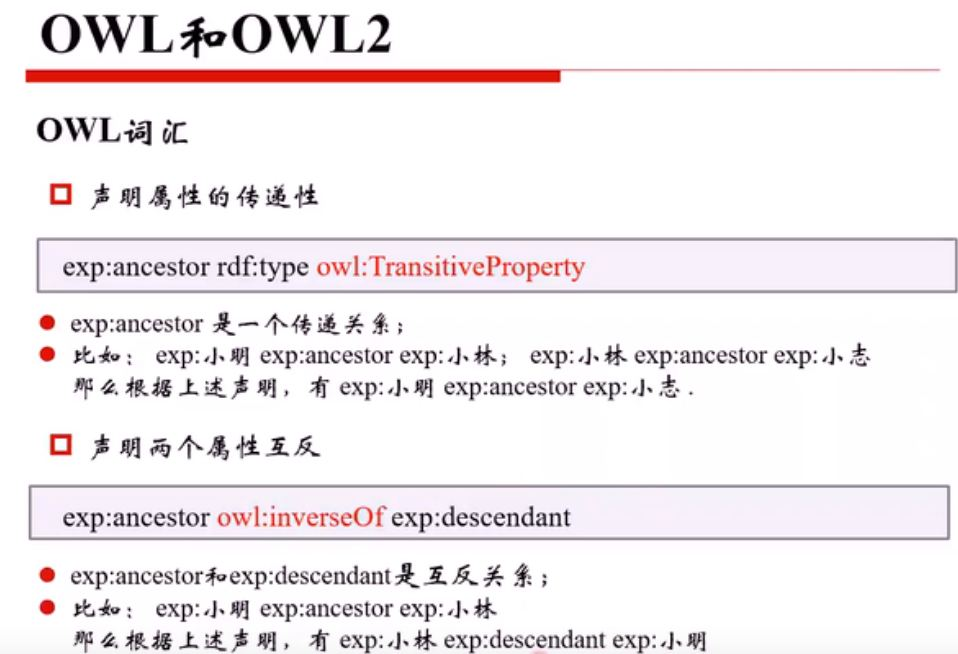 OWL和OWL2
OWL词汇
声明属性的传递性
exp:ancestor rdf:type owl:TransitiveProperty
exp:ancestor 是一个传递关系；
比如： exp:小明 exp:ancestor exp:小林； exp:小林 exp:ancestor exp:小志
那么根据上述声明，有 exp:小明 exp:ancestor exp:小志 .
声明两个属性互反
exp:ancestor owl:inverseOf exp:descendant
exp:ancestor和exp:descendant是互反关系；
比如： exp:小明 exp:ancestor exp:小林
那么根据上述声明，有 exp:小林 exp:descendant exp:小明